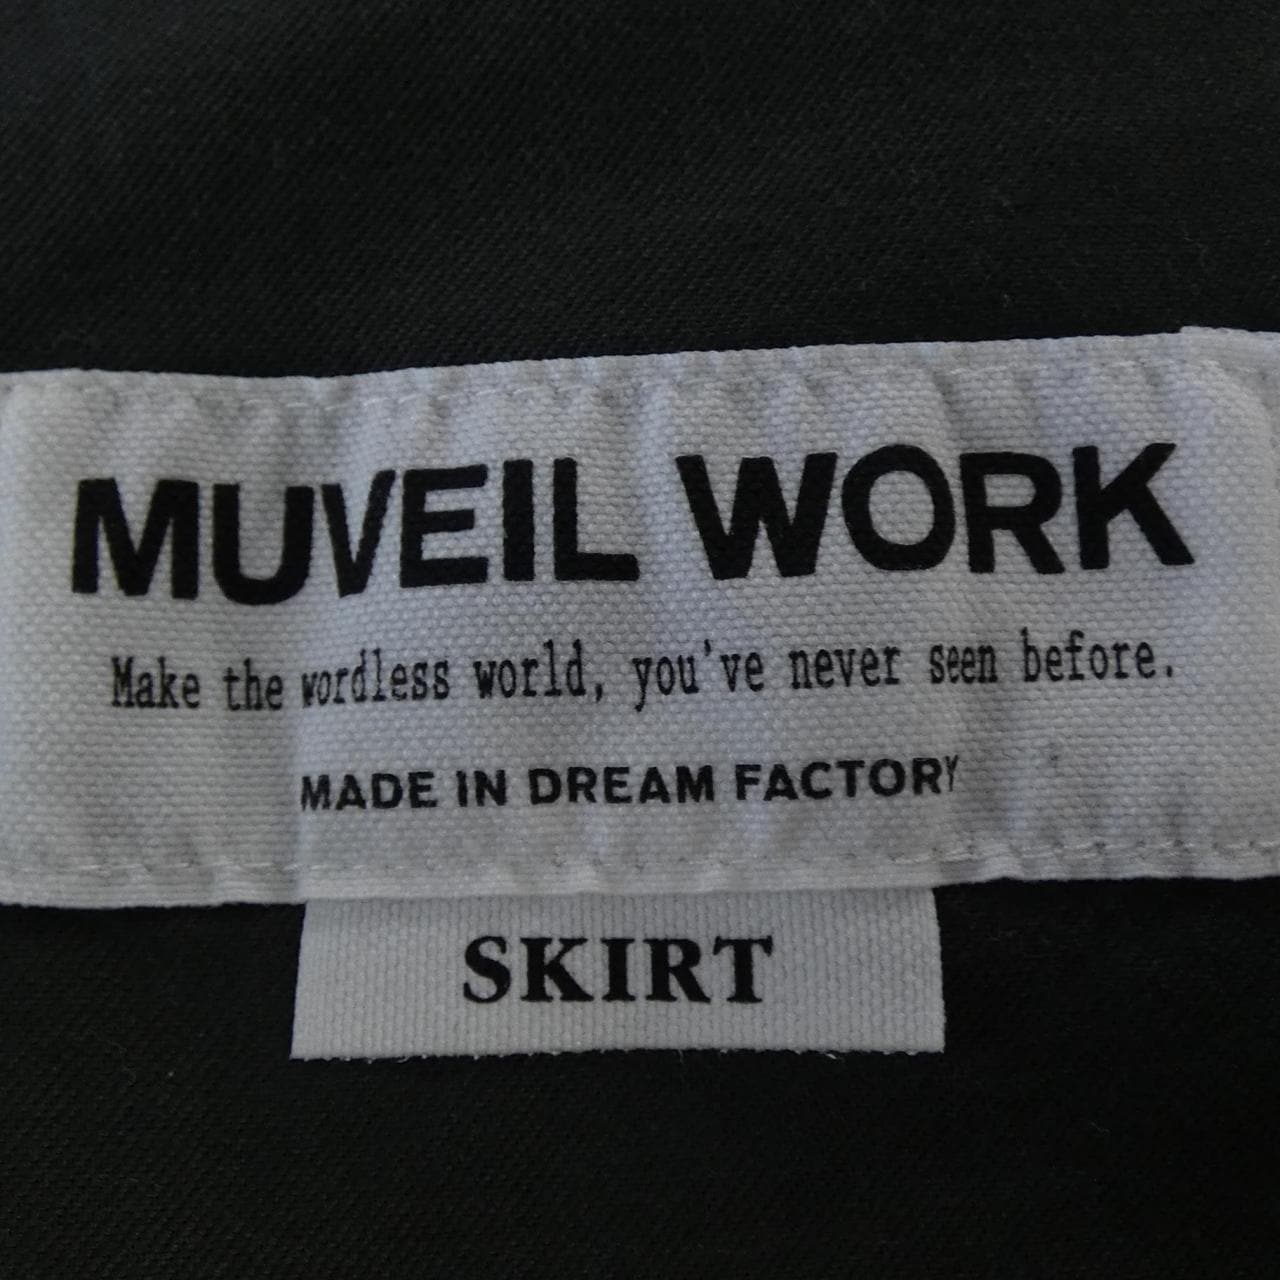 MUVEIL WORK
Make the wordless world, you've never seen before.
MADE IN DREAM FACTORY
SKIRT